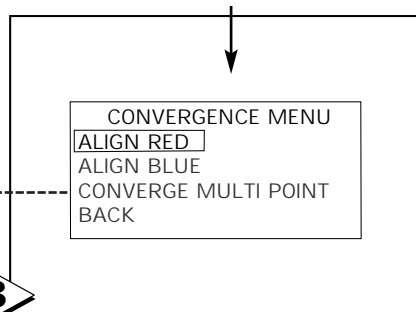 CONVERGENCE MENU
ALIGN RED
ALIGN BLUE
CONVERGE MULTI POINT
BACK